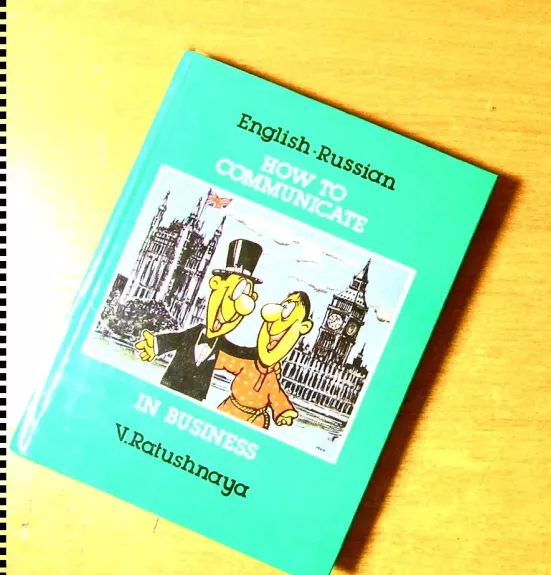 English·Russian
HOW TO
COMMUNICATE
IN BUSINESS
V.Ratushnaya